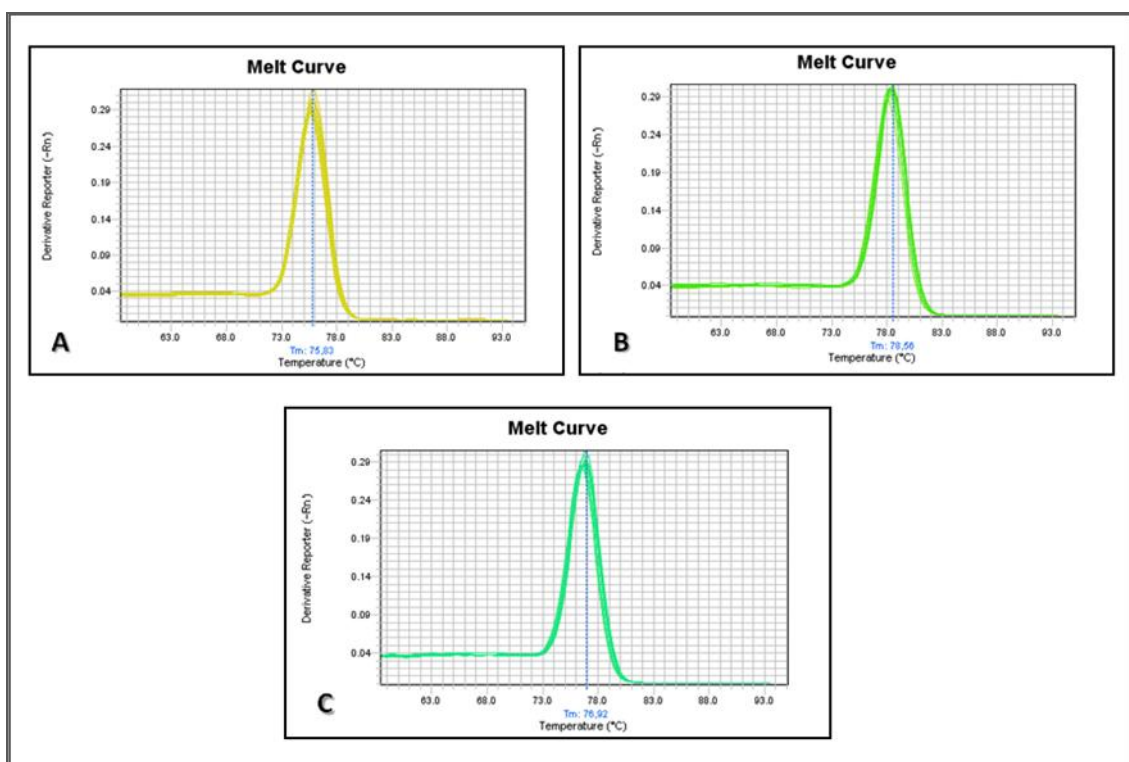 Melt Curve
Derivative Reporter (-Rn)
0.29
0.24
0.19
0.14
0.09
0.04
63.0 68.0 73.0 78.0 83.0 88.0 93.0
Tm: 75,83
Temperature (°C)
A
Melt Curve
Derivative Reporter (-Rn)
0.29
0.24
0.19
0.14
0.09
0.04
63.0 68.0 73.0 78.0 83.0 88.0 93.0
Tm: 78,56
Temperature (°C)
B
Melt Curve
Derivative Reporter (-Rn)
0.29
0.24
0.19
0.14
0.09
0.04
63.0 68.0 73.0 78.0 83.0 88.0 93.0
Tm: 76,92
Temperature (°C)
C